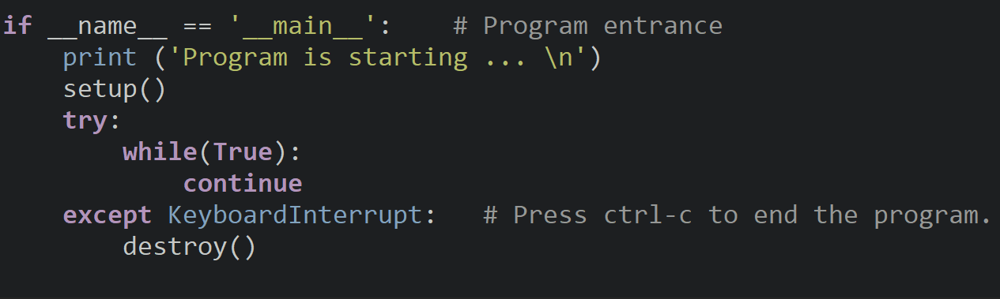 if __name__ == '__main__':    # Program entrance
    print ('Program is starting ... \n')
    setup()
    try:
        while(True):
            continue
    except KeyboardInterrupt:   # Press ctrl-c to end the program.
        destroy()